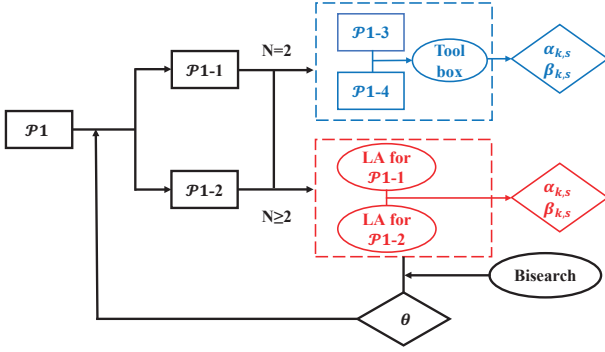 𝒫1
𝒫1-1
𝒫1-2
N=2
N≥2
𝒫1-3
𝒫1-4
Tool
box
α_{k,s}
β_{k,s}
LA for
𝒫1-1
LA for
𝒫1-2
α_{k,s}
β_{k,s}
Bisearch
θ